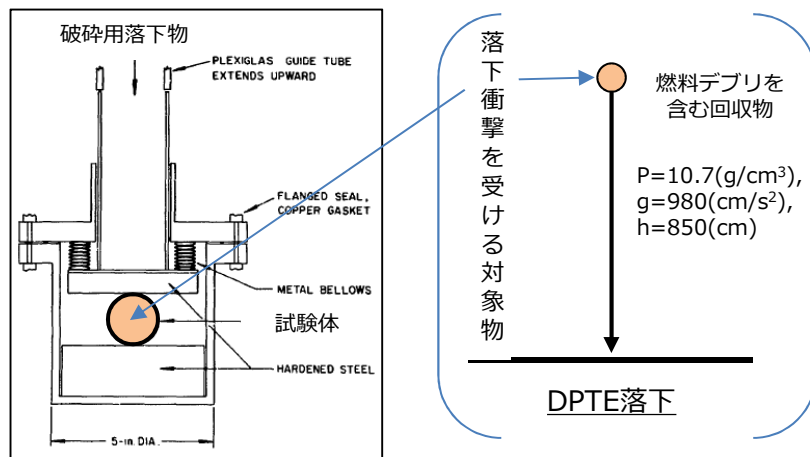 破砕用落下物
PLEXIGLAS GUIDE TUBE
EXTENDS UPWARD
FLANGED SEAL,
COPPER GASKET
METAL BELLOWS
試験体
HARDENED STEEL
5-in. DIA.
落下衝撃を受ける対象物
燃料デブリを
含む回収物
P=10.7(g/cm³),
g=980(cm/s²),
h=850(cm)
DPTE落下